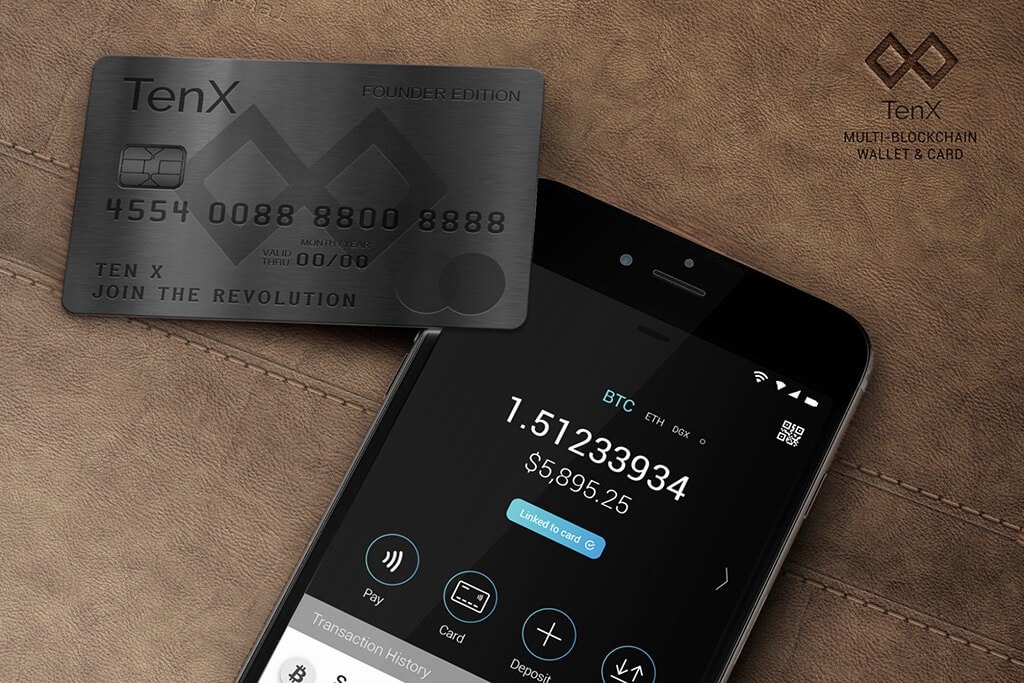 TenX
FOUNDER EDITION
4554 0088 8800 8888
MONTH/YEAR
VALID
THRU 00/00
TEN X
JOIN THE REVOLUTION
TenX
MULTI-BLOCKCHAIN
WALLET & CARD
BTC ETH DGX
1.51233934
$5,895.25
Linked to card
Pay
Card
Deposit
Transaction History